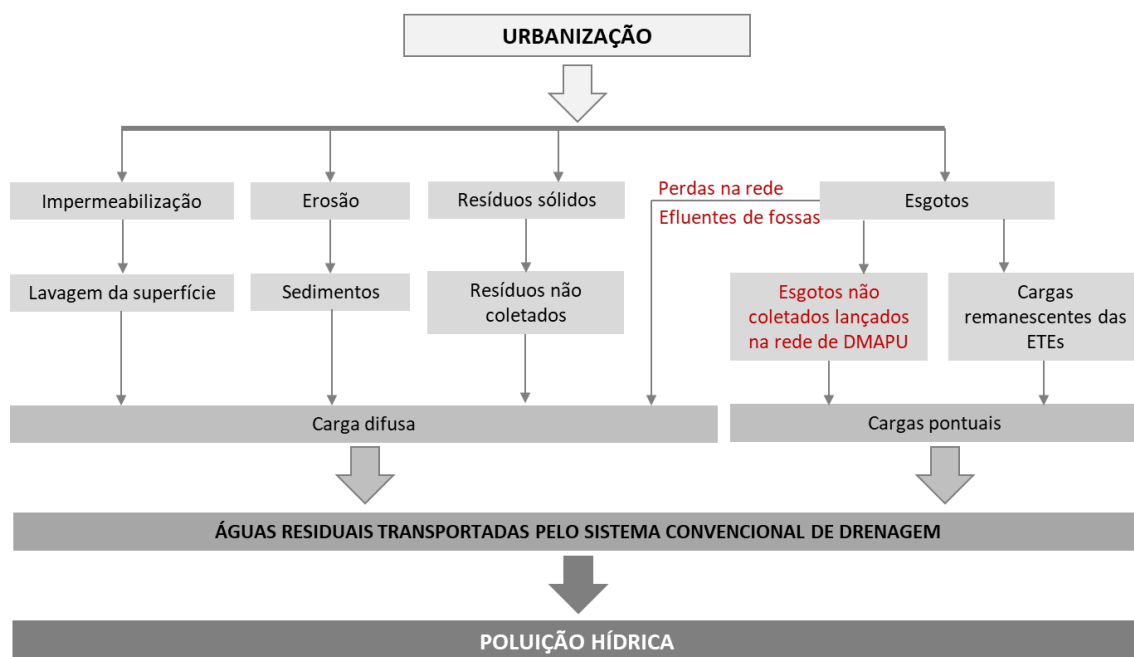 URBANIZAÇÃO
Impermeabilização
Erosão
Resíduos sólidos
Perdas na rede
Efluentes de fossas
Esgotos
Lavagem da superfície
Sedimentos
Resíduos não
coletados
Esgotos não
coletados lançados
na rede de DMAPU
Cargas
remanescentes das
ETEs
Carga difusa
Cargas pontuais
ÁGUAS RESIDUAIS TRANSPORTADAS PELO SISTEMA CONVENCIONAL DE DRENAGEM
POLUIÇÃO HÍDRICA